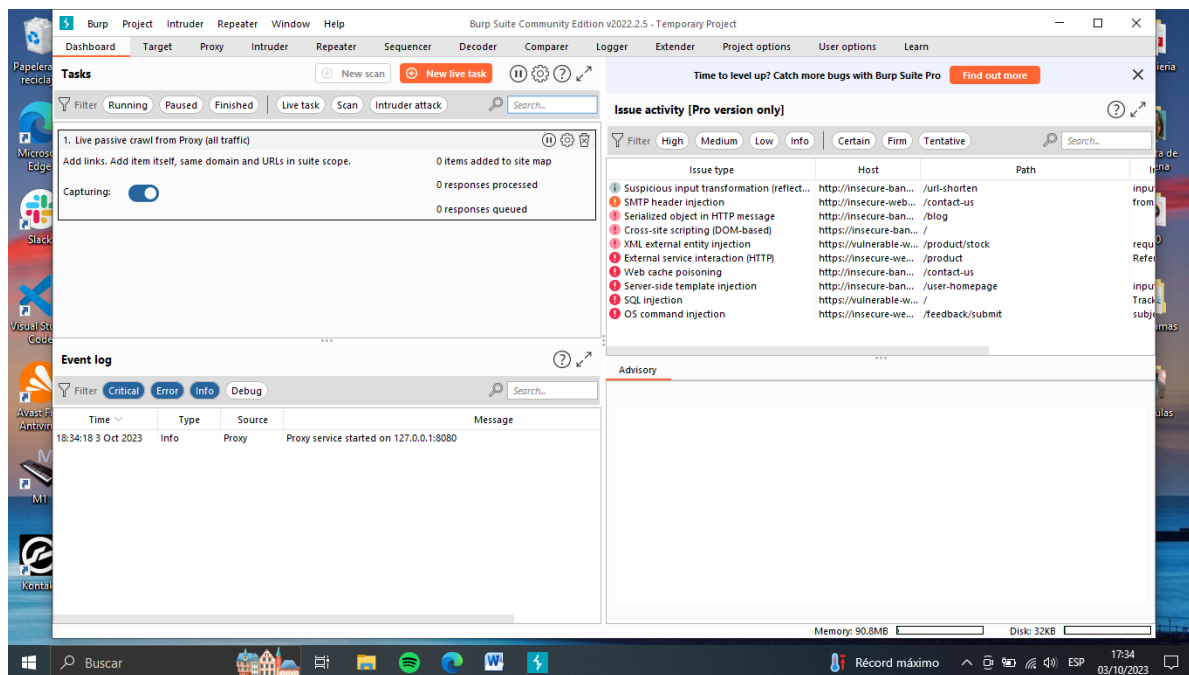 Burp Project Intruder Repeater Window Help
Burp Suite Community Edition v2022.2.5 - Temporary Project
Dashboard Target Proxy Intruder Repeater Sequencer Decoder Comparer Logger Extender Project options User options Learn
Tasks
New scan
New live task
Filter Running Paused Finished Live task Scan Intruder attack Search...
1. Live passive crawl from Proxy (all traffic)
Add links. Add item itself, same domain and URLs in suite scope.
0 items added to site map
Capturing:
0 responses processed
0 responses queued
Event log
Filter Critical Error Info Debug Search...
Time Type Source Message
18:34:18 3 Oct 2023 Info Proxy Proxy service started on 127.0.0.1:8080
Time to level up? Catch more bugs with Burp Suite Pro Find out more
Issue activity [Pro version only]
Filter High Medium Low Info Certain Firm Tentative Search...
Issue type Host Path
Suspicious input transformation (reflect... http://insecure-ban... /url-shorten
SMTP header injection http://insecure-web... /contact-us from
Serialized object in HTTP message http://insecure-ban... /blog
Cross-site scripting (DOM-based) https://insecure-ban... /
XML external entity injection https://vulnerable-w... /product/stock
External service interaction (HTTP) https://insecure-we... /product
Web cache poisoning http://insecure-ban... /contact-us
Server-side template injection http://insecure-ban... /user-homepage
SQL injection https://vulnerable-w... /
OS command injection https://insecure-we... /feedback/submit
Advisory
Memory: 90.8MB
Disk: 32KB
Edge
Slack
Code
M1
Buscar
Récord máximo
ESP
17:34
03/10/2023